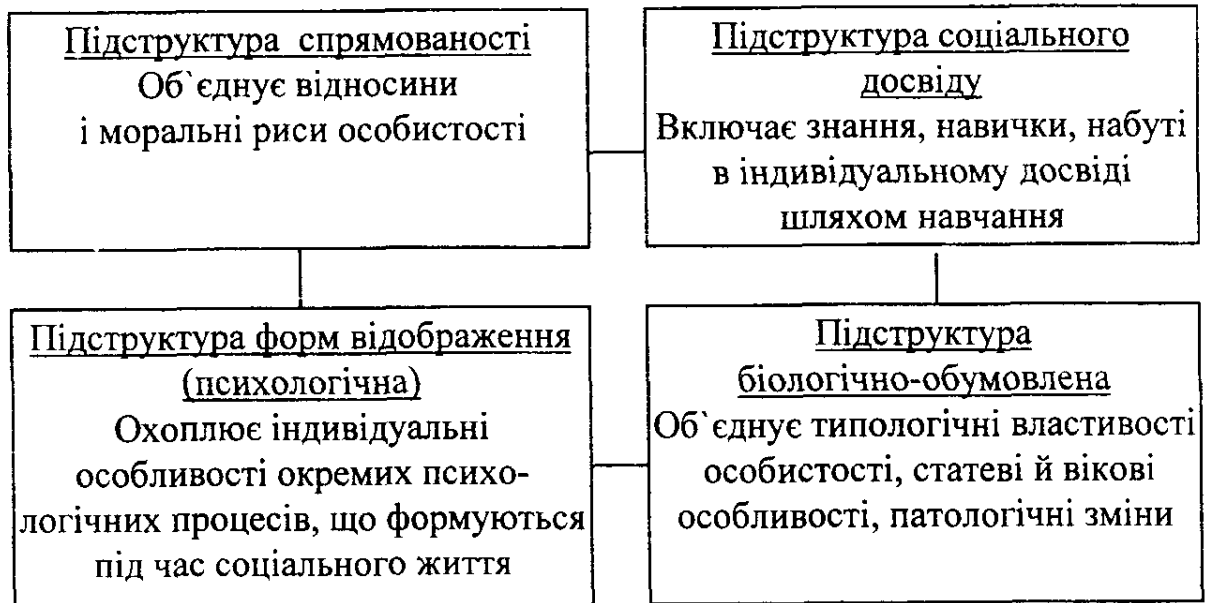 Підструктура спрямованості
Об`єднує відносини
і моральні риси особистості
Підструктура соціального
досвіду
Включає знання, навички, набуті
в індивідуальному досвіді
шляхом навчання
Підструктура форм відображення
(психологічна)
Охоплює індивідуальні
особливості окремих психо-
логічних процесів, що формуються
під час соціального життя
Підструктура
біологічно-обумовлена
Об`єднує типологічні властивості
особистості, статеві й вікові
особливості, патологічні зміни